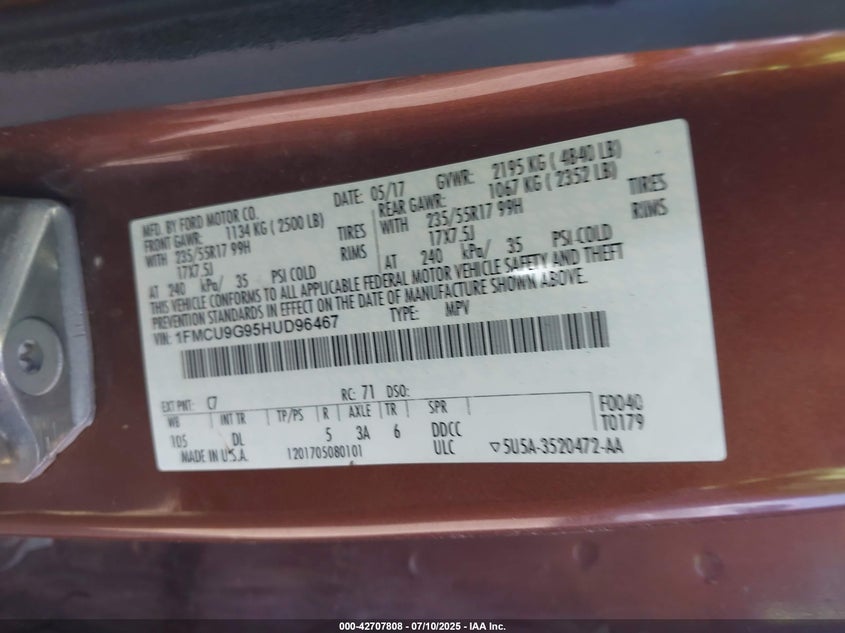 MFD. BY FORD MOTOR CO. DATE: 05/17 GVWR: 2195 KG ( 4840 LB)
FRONT GAWR: 1134 KG ( 2500 LB) REAR GAWR: 1067 KG ( 2352 LB)
WITH 235/55R17 99H TIRES WITH 235/55R17 99H TIRES
17X7.5J RIMS 17X7.5J RIMS
AT 240 kPa/ 35 PSI COLD AT 240 kPa/ 35 PSI COLD
THIS VEHICLE CONFORMS TO ALL APPLICABLE FEDERAL MOTOR VEHICLE SAFETY AND THEFT
PREVENTION STANDARDS IN EFFECT ON THE DATE OF MANUFACTURE SHOWN ABOVE.
VIN: 1FMCU9G95HUD96467 TYPE: MPV
EXT PNT: C7 RC: 71 DSO: F0040
WB INT TR TP/PS R AXLE TR SPR T0179
105 DL 5 3A 6 DDCC
MADE IN U.S.A. 1201705080101 ULC ▽5U5A-3520472-AA
000-42707808 - 07/10/2025 - IAA Inc.